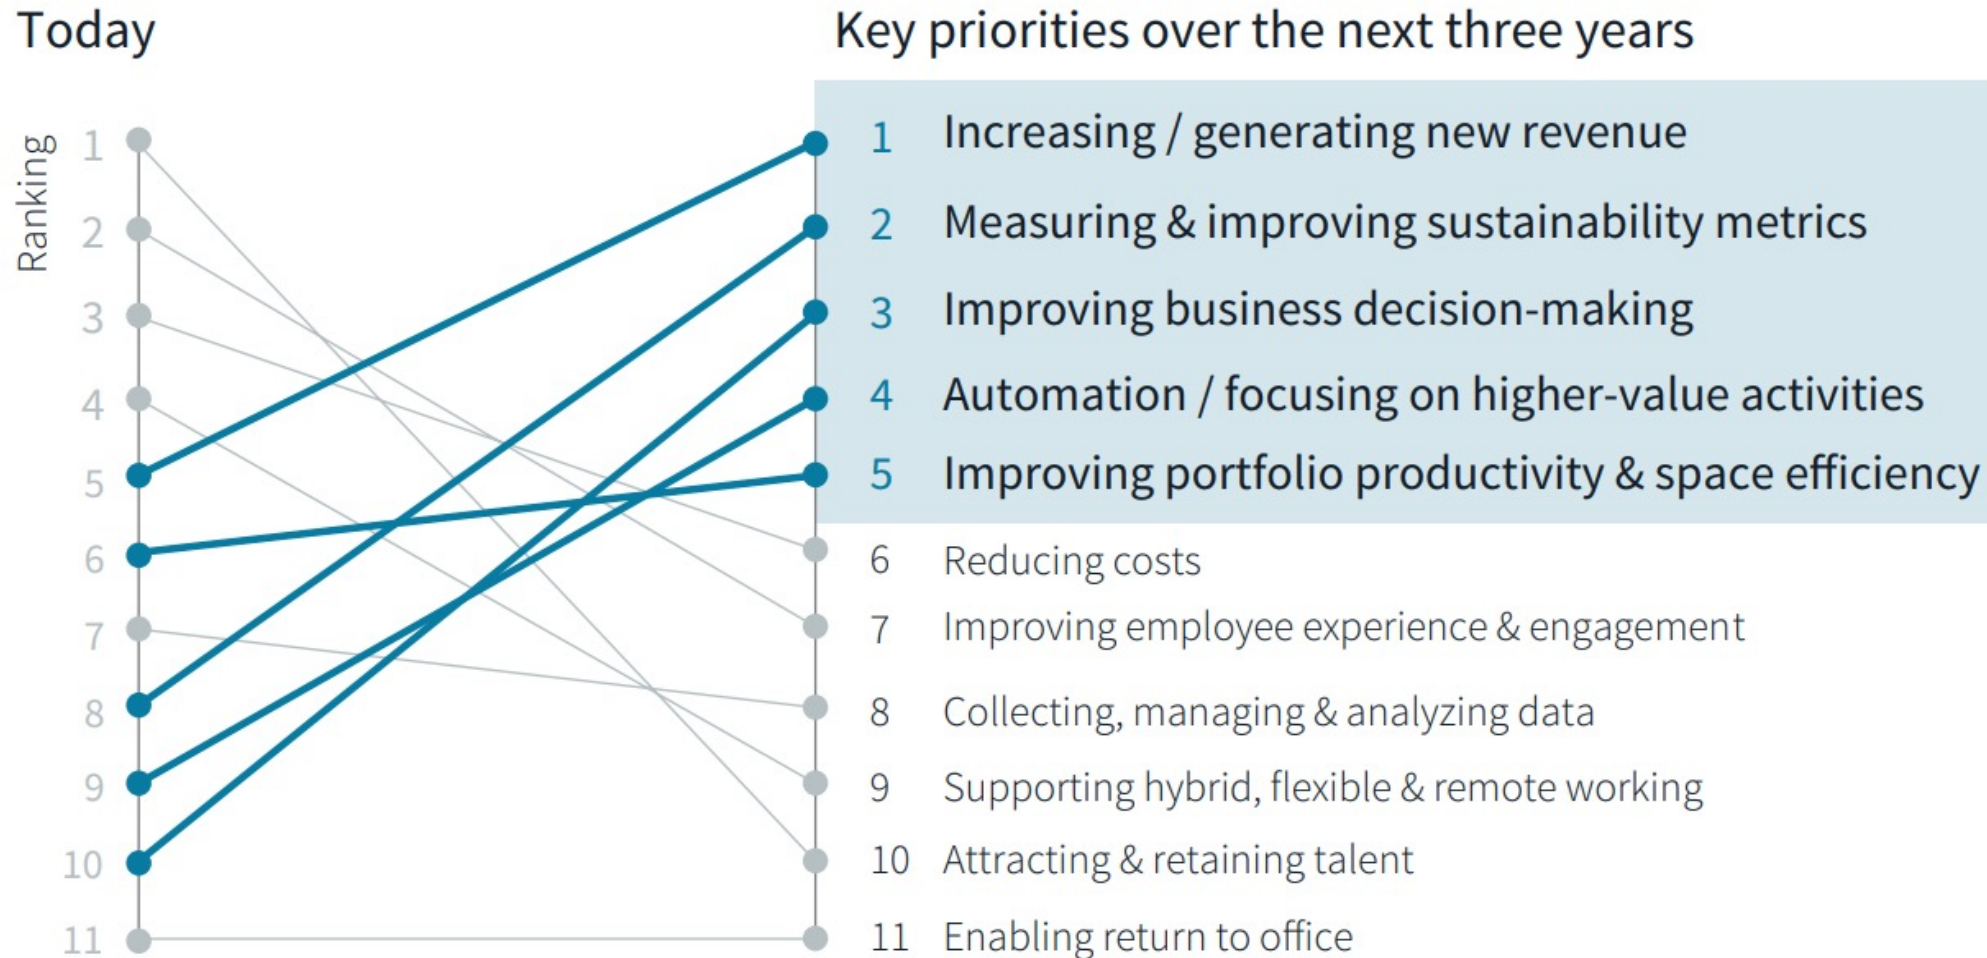 Today
Ranking
1
2
3
4
5
6
7
8
9
10
11
Key priorities over the next three years
1 Increasing / generating new revenue
2 Measuring & improving sustainability metrics
3 Improving business decision-making
4 Automation / focusing on higher-value activities
5 Improving portfolio productivity & space efficiency
6 Reducing costs
7 Improving employee experience & engagement
8 Collecting, managing & analyzing data
9 Supporting hybrid, flexible & remote working
10 Attracting & retaining talent
11 Enabling return to office